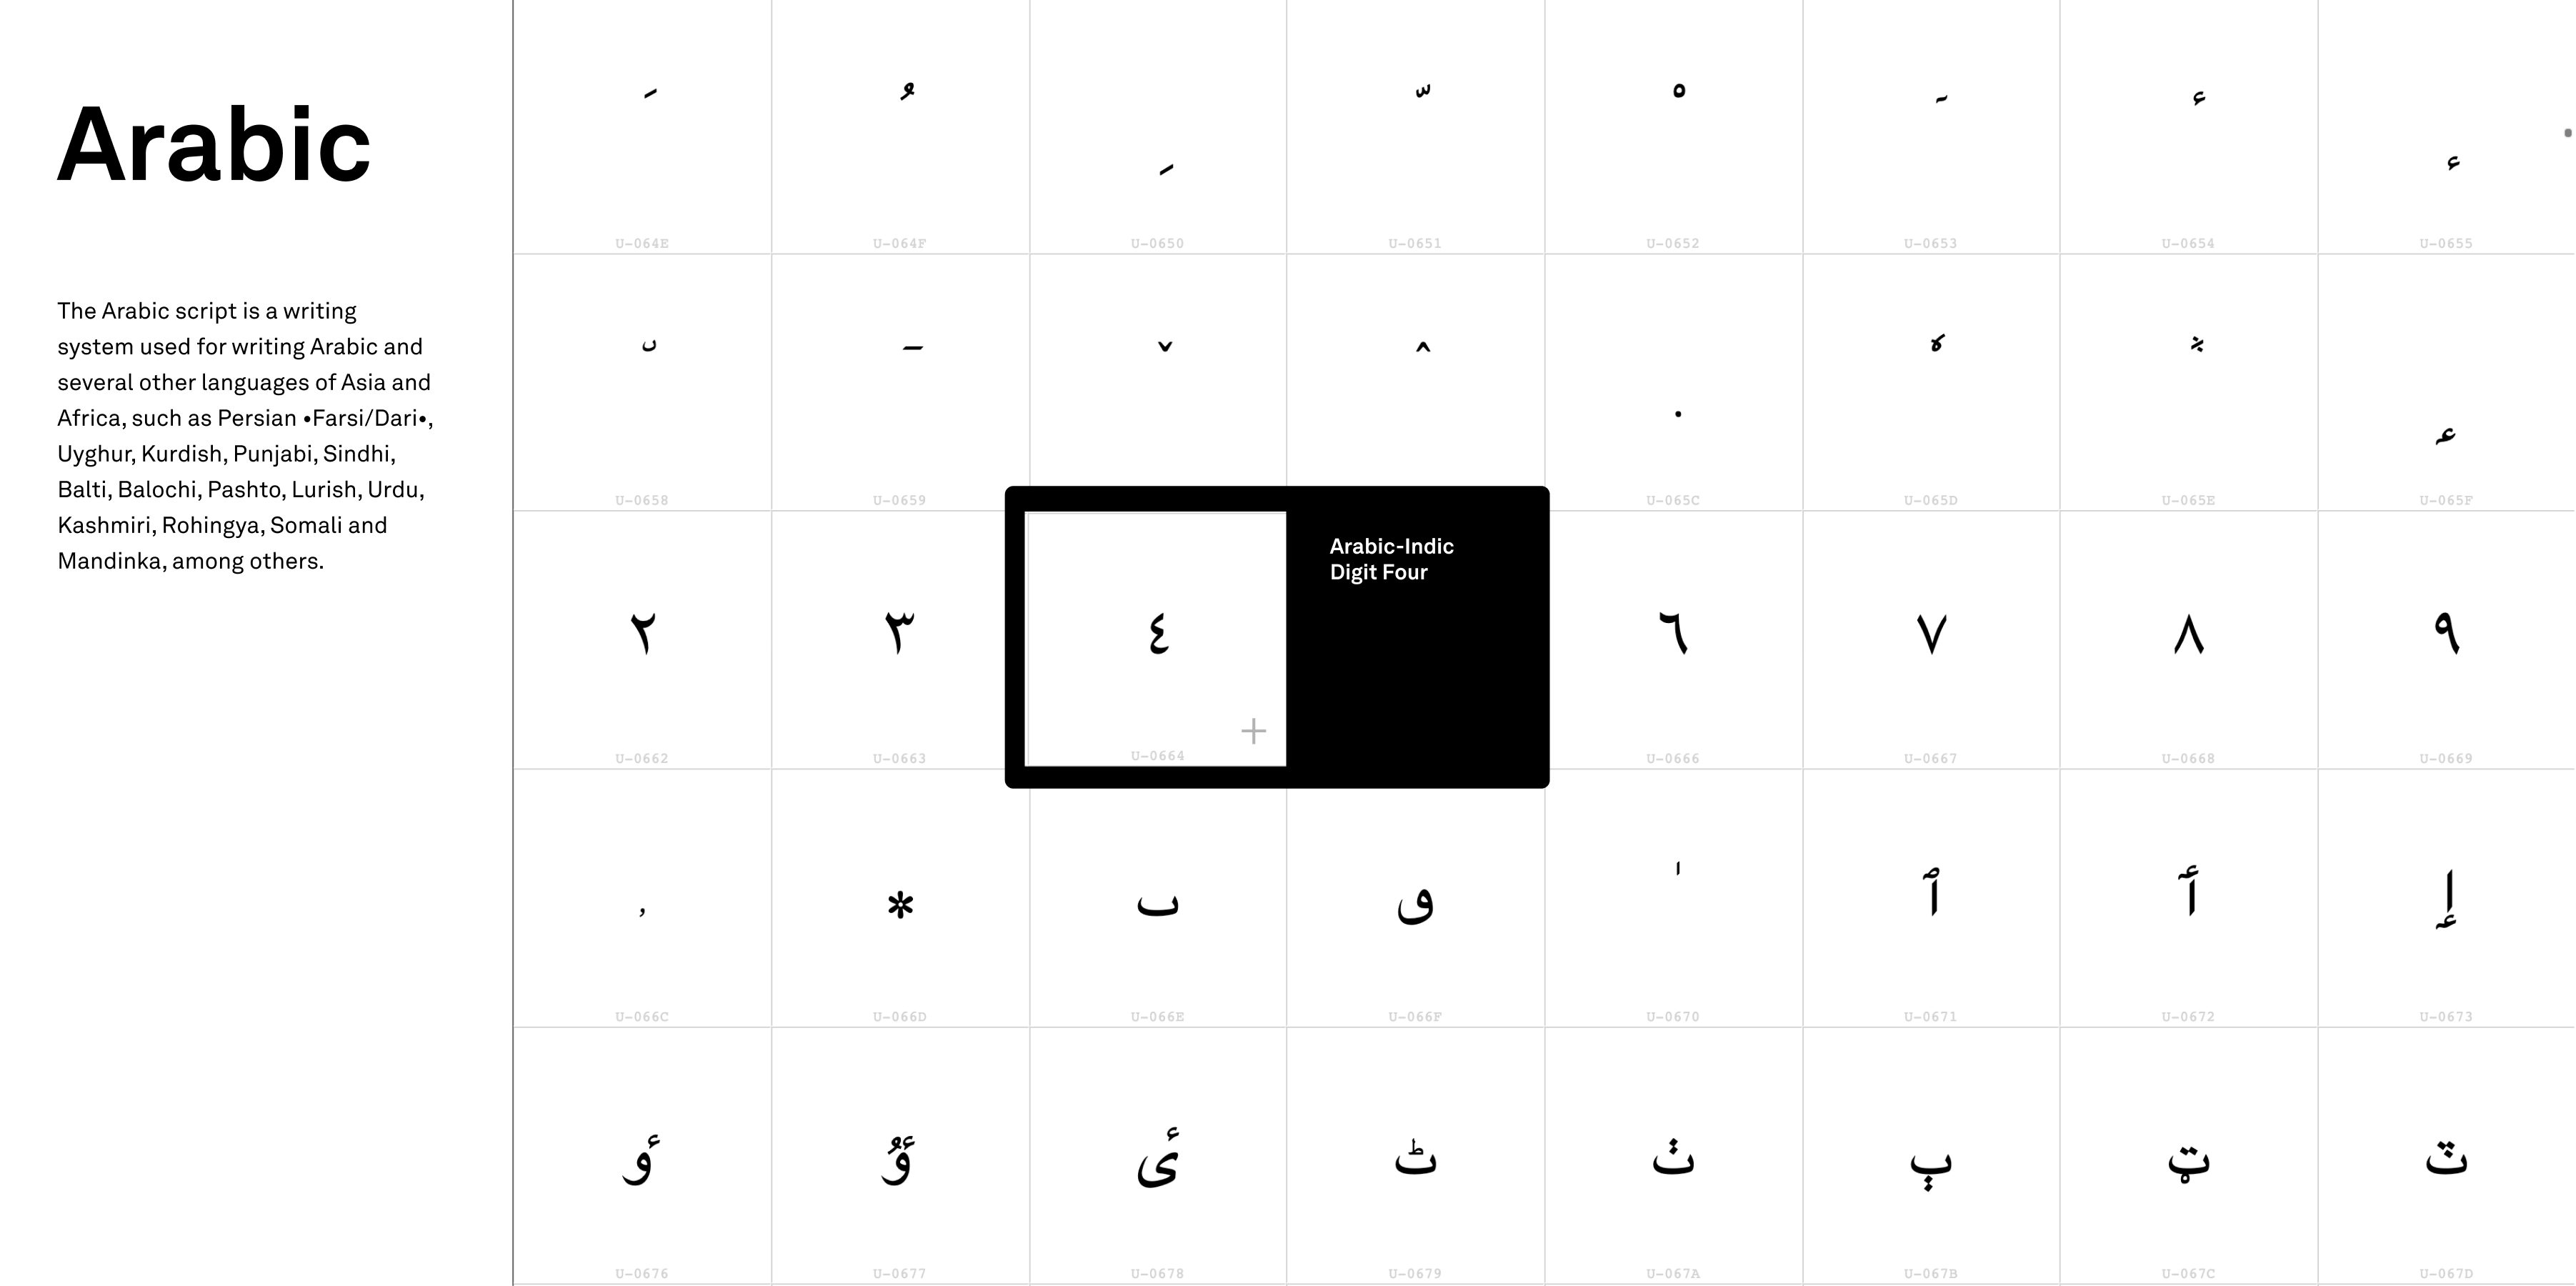 Arabic
The Arabic script is a writing
system used for writing Arabic and
several other languages of Asia and
Africa, such as Persian •Farsi/Dari•,
Uyghur, Kurdish, Punjabi, Sindhi,
Balti, Balochi, Pashto, Lurish, Urdu,
Kashmiri, Rohingya, Somali and
Mandinka, among others.
َ ُ ِ ّ ْ ٓ ٔ ٕ
U-064E U-064F U-0650 U-0651 U-0652 U-0653 U-0654 U-0655
٘ ٙ ٚ ٛ ٜ ٝ ٞ ٟ
U-0658 U-0659 U-065C U-065D U-065E U-065F
Arabic-Indic
Digit Four
٢ ٣ ٤ ٦ ٧ ٨ ٩
U-0662 U-0663 U-0664 U-0666 U-0667 U-0668 U-0669
٬ ٭ ٮ ٯ ٰ ٱ ٲ ٳ
U-066C U-066D U-066E U-066F U-0670 U-0671 U-0672 U-0673
ٶ ٷ ٸ ٹ ٺ ٻ ټ ٽ
U-0676 U-0677 U-0678 U-0679 U-067A U-067B U-067C U-067D